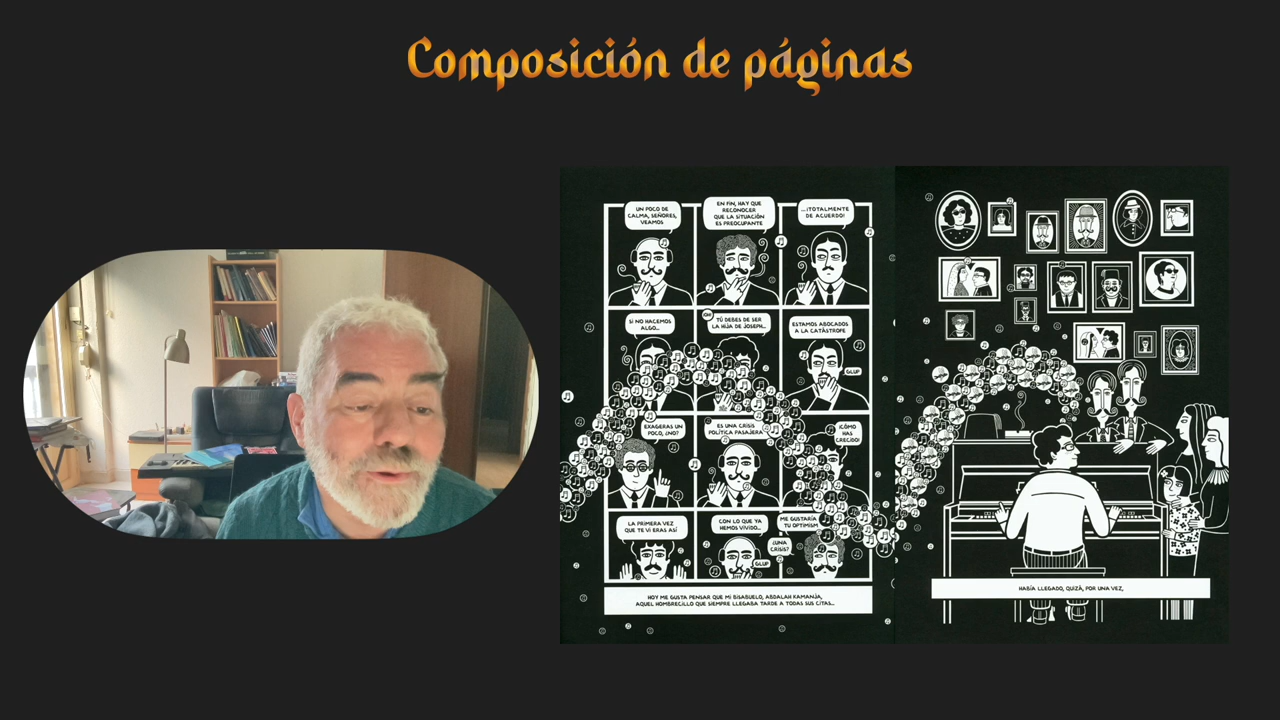 Composición de páginas
UN POCO DE
CALMA, SEÑORES,
VEAMOS
EN FIN, HAY QUE
RECONOCER
QUE LA SITUACIÓN
ES PREOCUPANTE
...¡TOTALMENTE
DE ACUERDO!
SI NO HACEMOS
ALGO...
¡OH!
TÚ DEBES DE SER
LA HIJA DE JOSEPH...
ESTAMOS ABOCADOS
A LA CATÁSTROFE
GLUP
EXAGERAS UN
POCO, ¿NO?
ES UNA CRISIS
POLÍTICA PASAJERA
¡CÓMO
HAS
CRECIDO!
LA PRIMERA VEZ
QUE TE VI ERAS ASÍ
CON LO QUE YA
HEMOS VIVIDO...
GLUP
ME GUSTARÍA
TU OPTIMISM
¿UNA
CRISIS?
HOY ME GUSTA PENSAR QUE MI BISABUELO, ABDALAH KAMANJA,
AQUEL HOMBRECILLO QUE SIEMPRE LLEGABA TARDE A TODAS SUS CITAS...
HABÍA LLEGADO, QUIZÁ, POR UNA VEZ,